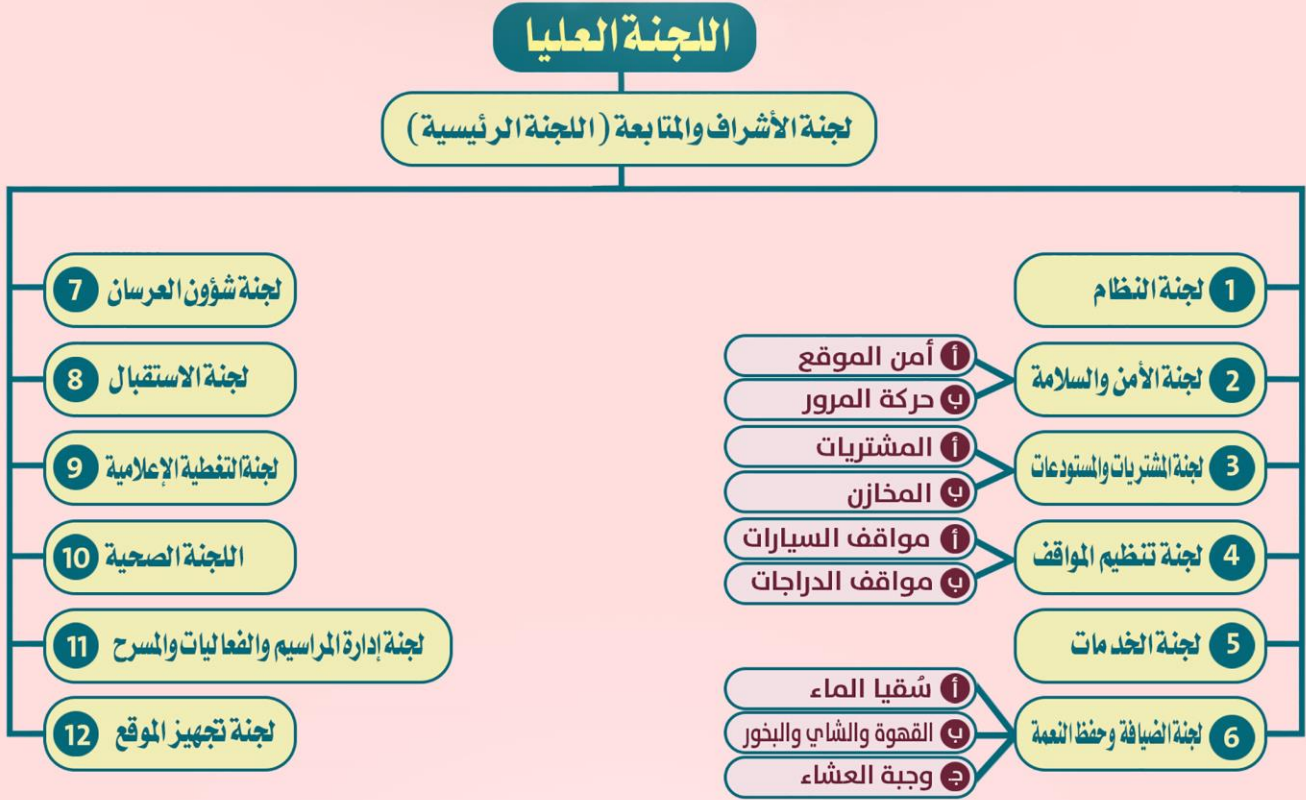 اللجنة العليا
لجنة الأشراف والمتابعة (اللجنة الرئيسية)
1 لجنة النظام
2 لجنة الأمن والسلامة
أ أمن الموقع
ب حركة المرور
3 لجنة المشتريات والمستودعات
أ المشتريات
ب المخازن
4 لجنة تنظيم المواقف
أ مواقف السيارات
ب مواقف الدراجات
5 لجنة الخدمات
6 لجنة الضيافة وحفظ النعمة
أ سُقيا الماء
ب القهوة والشاي والبخور
ج وجبة العشاء
7 لجنة شؤون العرسان
8 لجنة الاستقبال
9 لجنة التغطية الإعلامية
10 اللجنة الصحية
11 لجنة إدارة المراسيم والفعاليات والمسرح
12 لجنة تجهيز الموقع